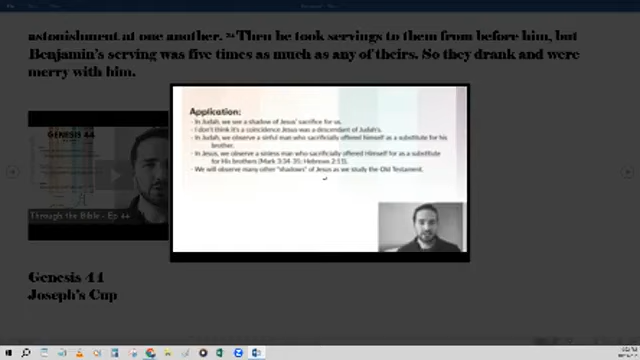 astonishment at one another. 34 Then he took servings to them from before him, but
Benjamin's serving was five times as much as any of theirs. So they drank and were
merry with him.
Application:
- In Judah, we see a shadow of Jesus' sacrifice for us.
- I don't think it's a coincidence Jesus was a descendant of Judah's.
- In Judah, we observe a sinful man who sacrificially offered himself as a substitute for his
brother.
- In Jesus, we observe a sinless man who sacrificially offered Himself for as a substitute
for His brothers (Mark 3:34-35; Hebrews 2:11).
- We will observe many other "shadows" of Jesus as we study the Old Testament.
GENESIS 44
Through the Bible - Ep 44
Genesis 44
Joseph's Cup